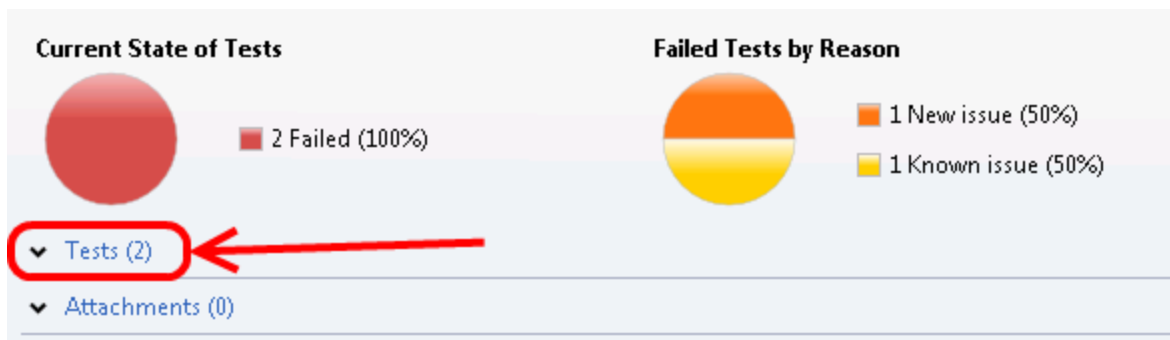 Current State of Tests
2 Failed (100%)
Failed Tests by Reason
1 New issue (50%)
1 Known issue (50%)
Tests (2)
Attachments (0)